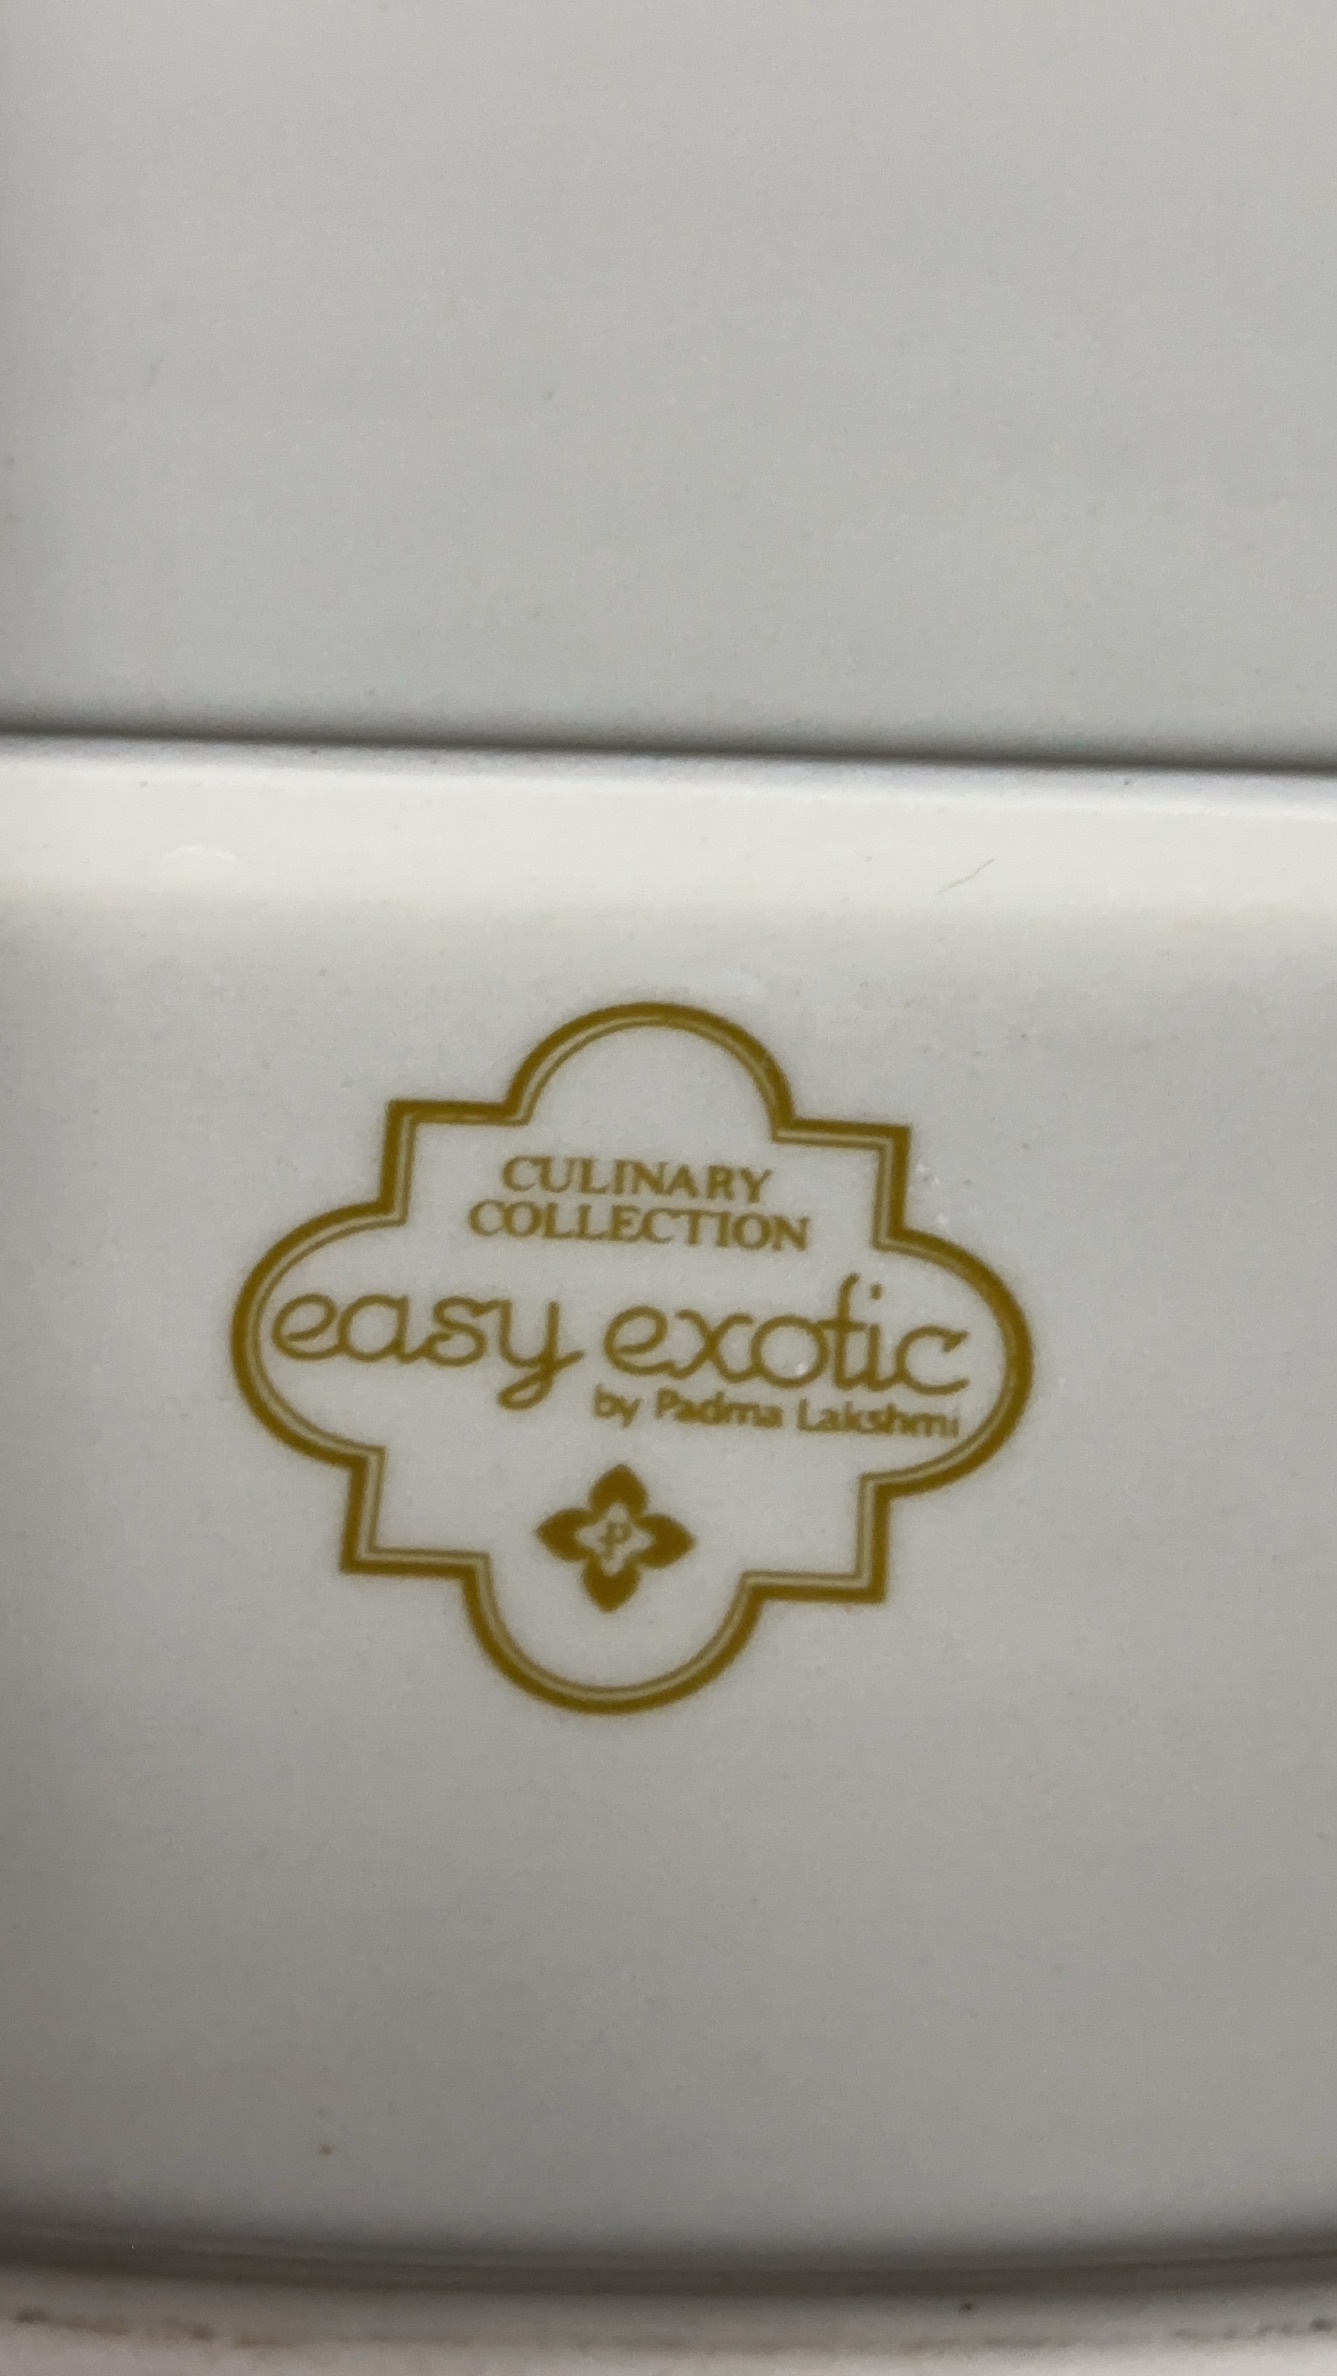 CULINARY
COLLECTION
easy exotic
by Padma Lakshmi
P